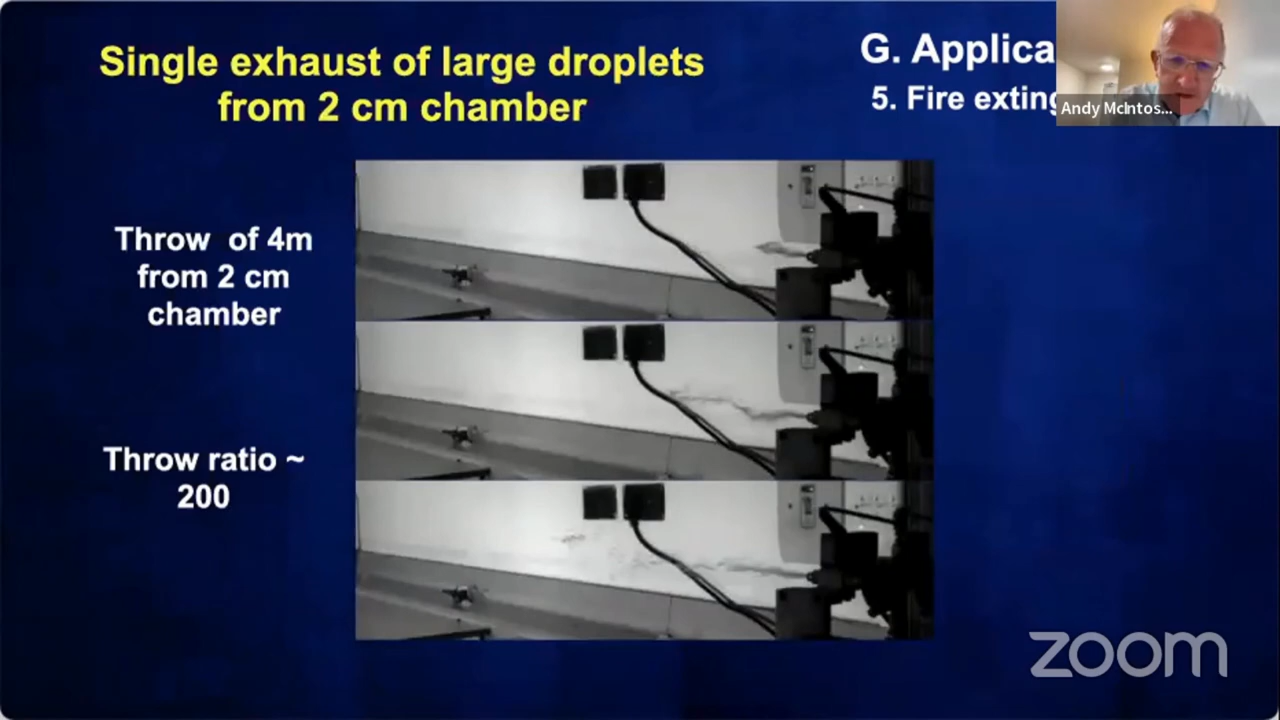 Single exhaust of large droplets
from 2 cm chamber
G. Applica
5. Fire exting
Andy McIntos...
Throw of 4m
from 2 cm
chamber
Throw ratio ~
200
zoom